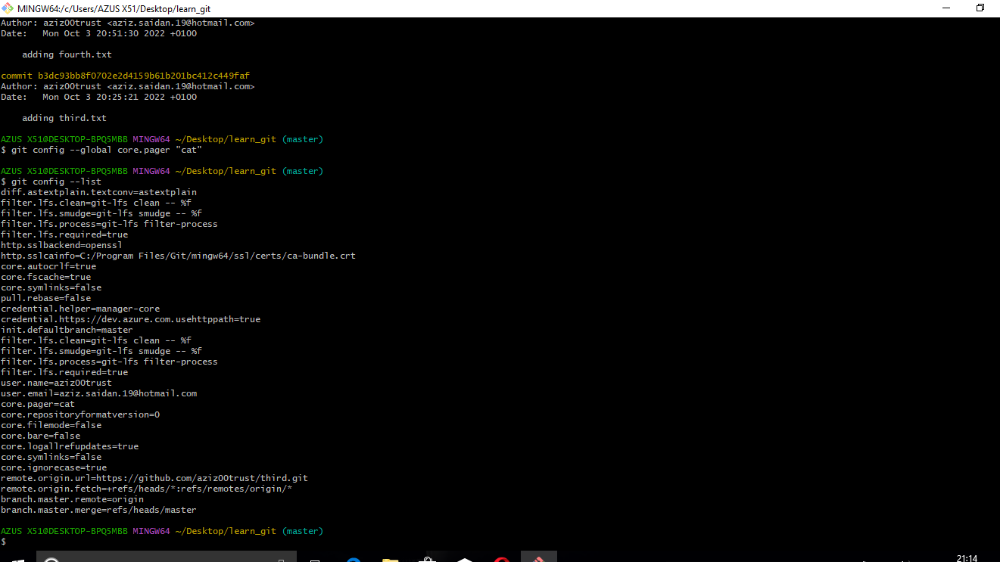 MINGW64:/c/Users/AZUS X51/Desktop/learn_git
Author: aziz00trust <aziz.saidan.19@hotmail.com>
Date:   Mon Oct 3 20:51:30 2022 +0100
    adding fourth.txt
commit b3dc93bb8f0702e2d4159b61b201bc412c449faf
Author: aziz00trust <aziz.saidan.19@hotmail.com>
Date:   Mon Oct 3 20:25:21 2022 +0100
    adding third.txt
AZUS X51@DESKTOP-BPQ5MBB MINGW64 ~/Desktop/learn_git (master)
$ git config --global core.pager "cat"
AZUS X51@DESKTOP-BPQ5MBB MINGW64 ~/Desktop/learn_git (master)
$ git config --list
diff.astextplain.textconv=astextplain
filter.lfs.clean=git-lfs clean -- %f
filter.lfs.smudge=git-lfs smudge -- %f
filter.lfs.process=git-lfs filter-process
filter.lfs.required=true
http.sslbackend=openssl
http.sslcainfo=C:/Program Files/Git/mingw64/ssl/certs/ca-bundle.crt
core.autocrlf=true
core.fscache=true
core.symlinks=false
pull.rebase=false
credential.helper=manager-core
credential.https://dev.azure.com.usehttppath=true
init.defaultbranch=master
filter.lfs.clean=git-lfs clean -- %f
filter.lfs.smudge=git-lfs smudge -- %f
filter.lfs.process=git-lfs filter-process
filter.lfs.required=true
user.name=aziz00trust
user.email=aziz.saidan.19@hotmail.com
core.pager=cat
core.repositoryformatversion=0
core.filemode=false
core.bare=false
core.logallrefupdates=true
core.symlinks=false
core.ignorecase=true
remote.origin.url=https://github.com/aziz00trust/third.git
remote.origin.fetch=+refs/heads/*:refs/remotes/origin/*
branch.master.remote=origin
branch.master.merge=refs/heads/master
AZUS X51@DESKTOP-BPQ5MBB MINGW64 ~/Desktop/learn_git (master)
$
21:14